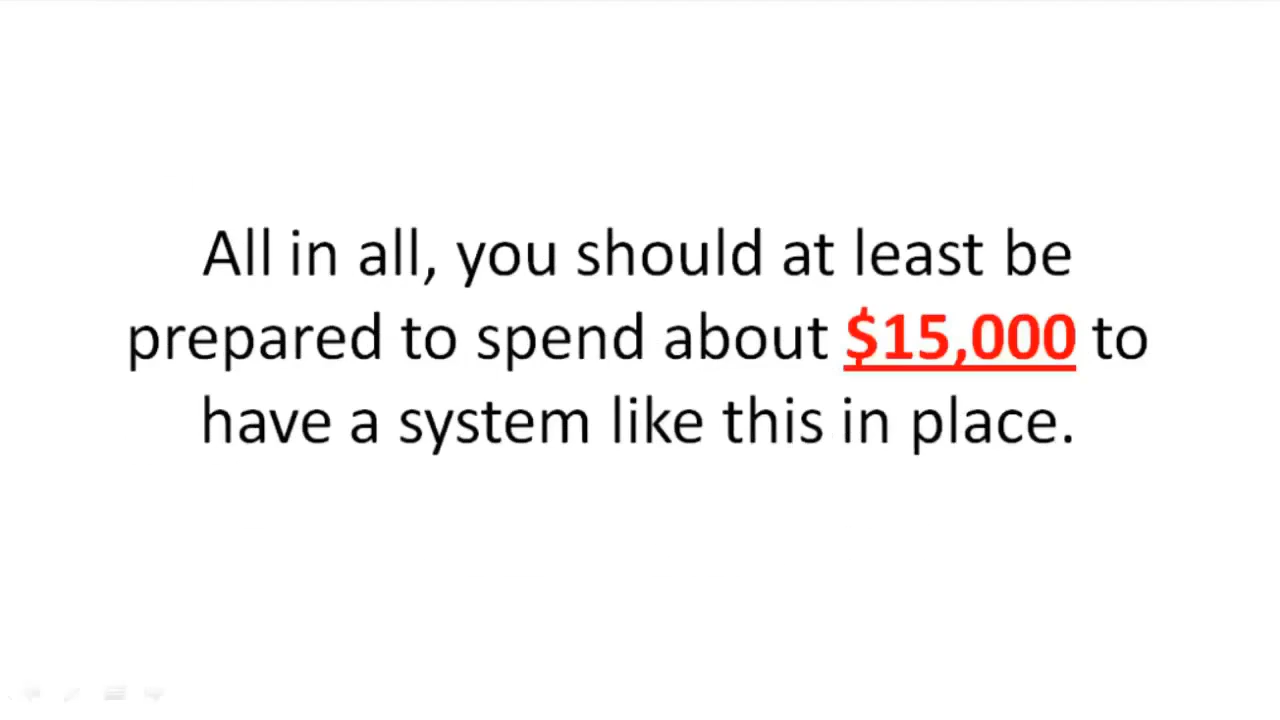 All in all, you should at least be
prepared to spend about $15,000 to
have a system like this in place.